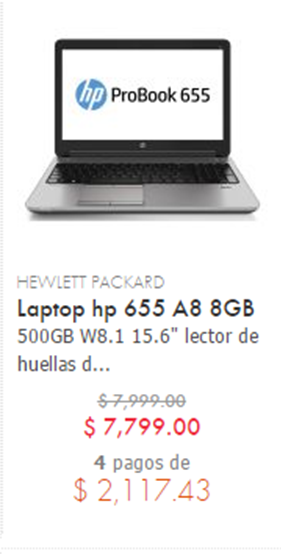 hp ProBook 655
HEWLETT PACKARD
Laptop hp 655 A8 8GB
500GB W8.1 15.6" lector de
huellas d...
$ 7,999.00
$ 7,799.00
4 pagos de
$ 2,117.43